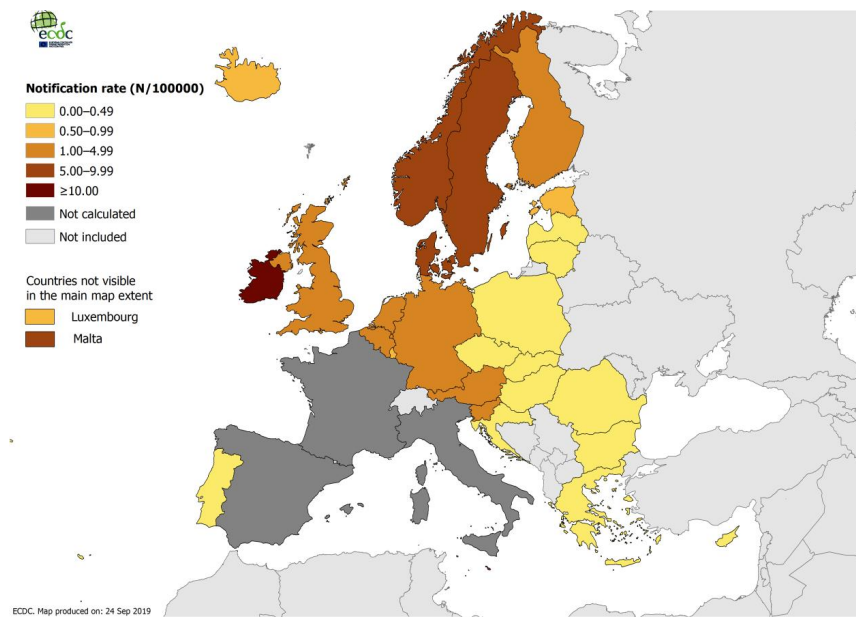 ecdc
Notification rate (N/100000)
0.00–0.49
0.50–0.99
1.00–4.99
5.00–9.99
≥10.00
Not calculated
Not included
Countries not visible
in the main map extent
Luxembourg
Malta
ECDC. Map produced on: 24 Sep 2019